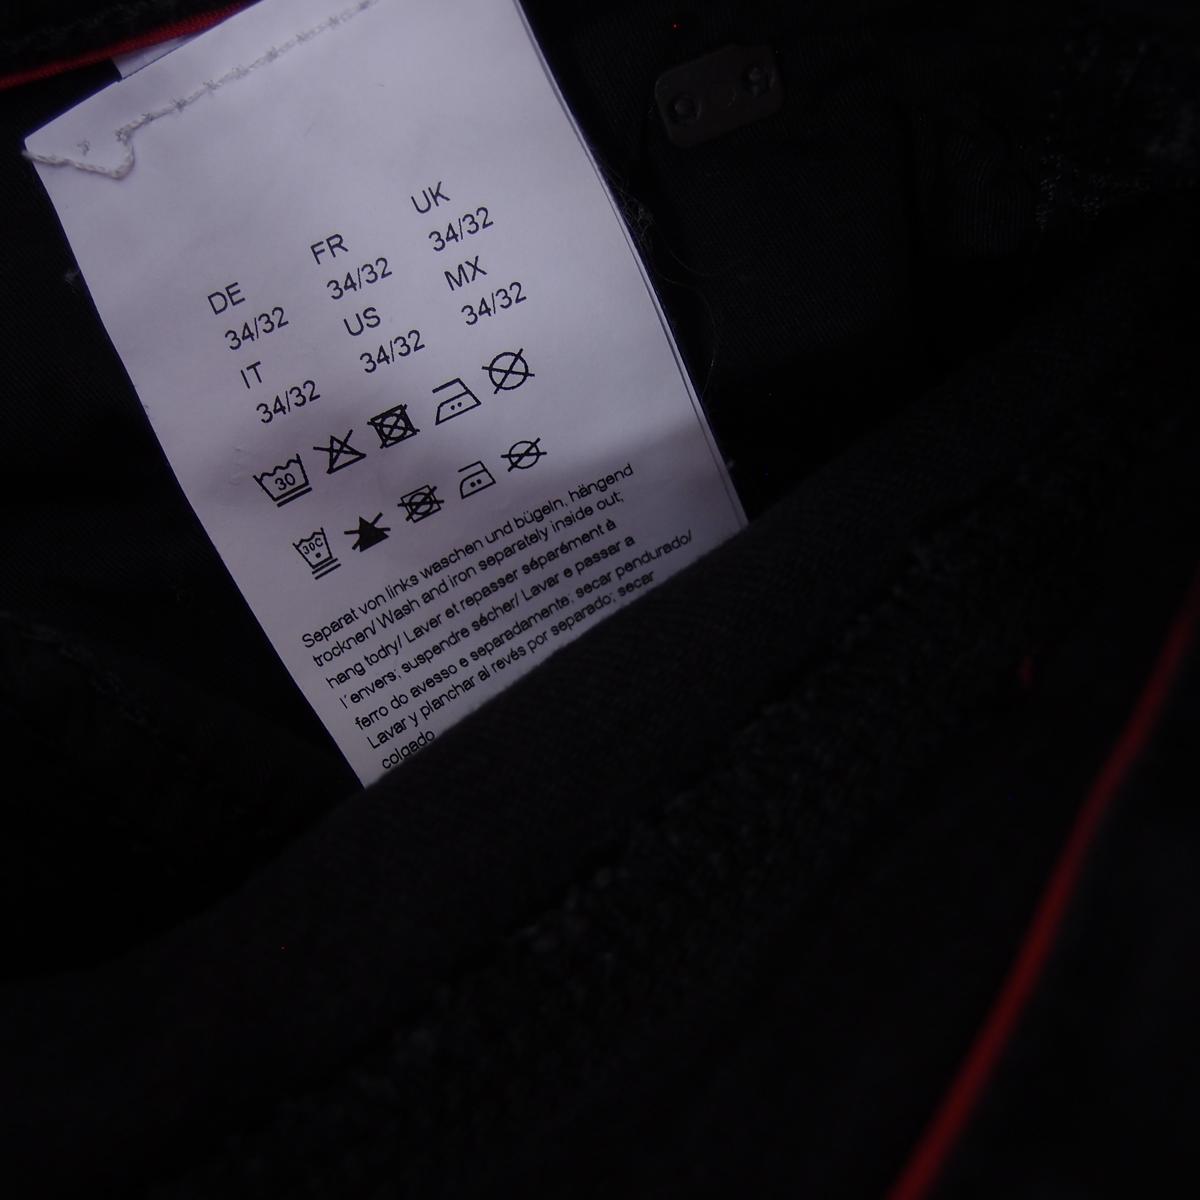 DE FR UK
34/32 34/32 34/32
IT US MX
34/32 34/32 34/32
30
30C
Separat von links waschen und bügeln, hängend
trocknen/ Wash and iron separately inside out;
hang todry/ Laver et repasser séparément à
l'envers; suspendre sécher/ Lavar e passar a
ferro do avesso e separadamente; secar pendurado/
Lavar y planchar al revés por separado; secar
colgado